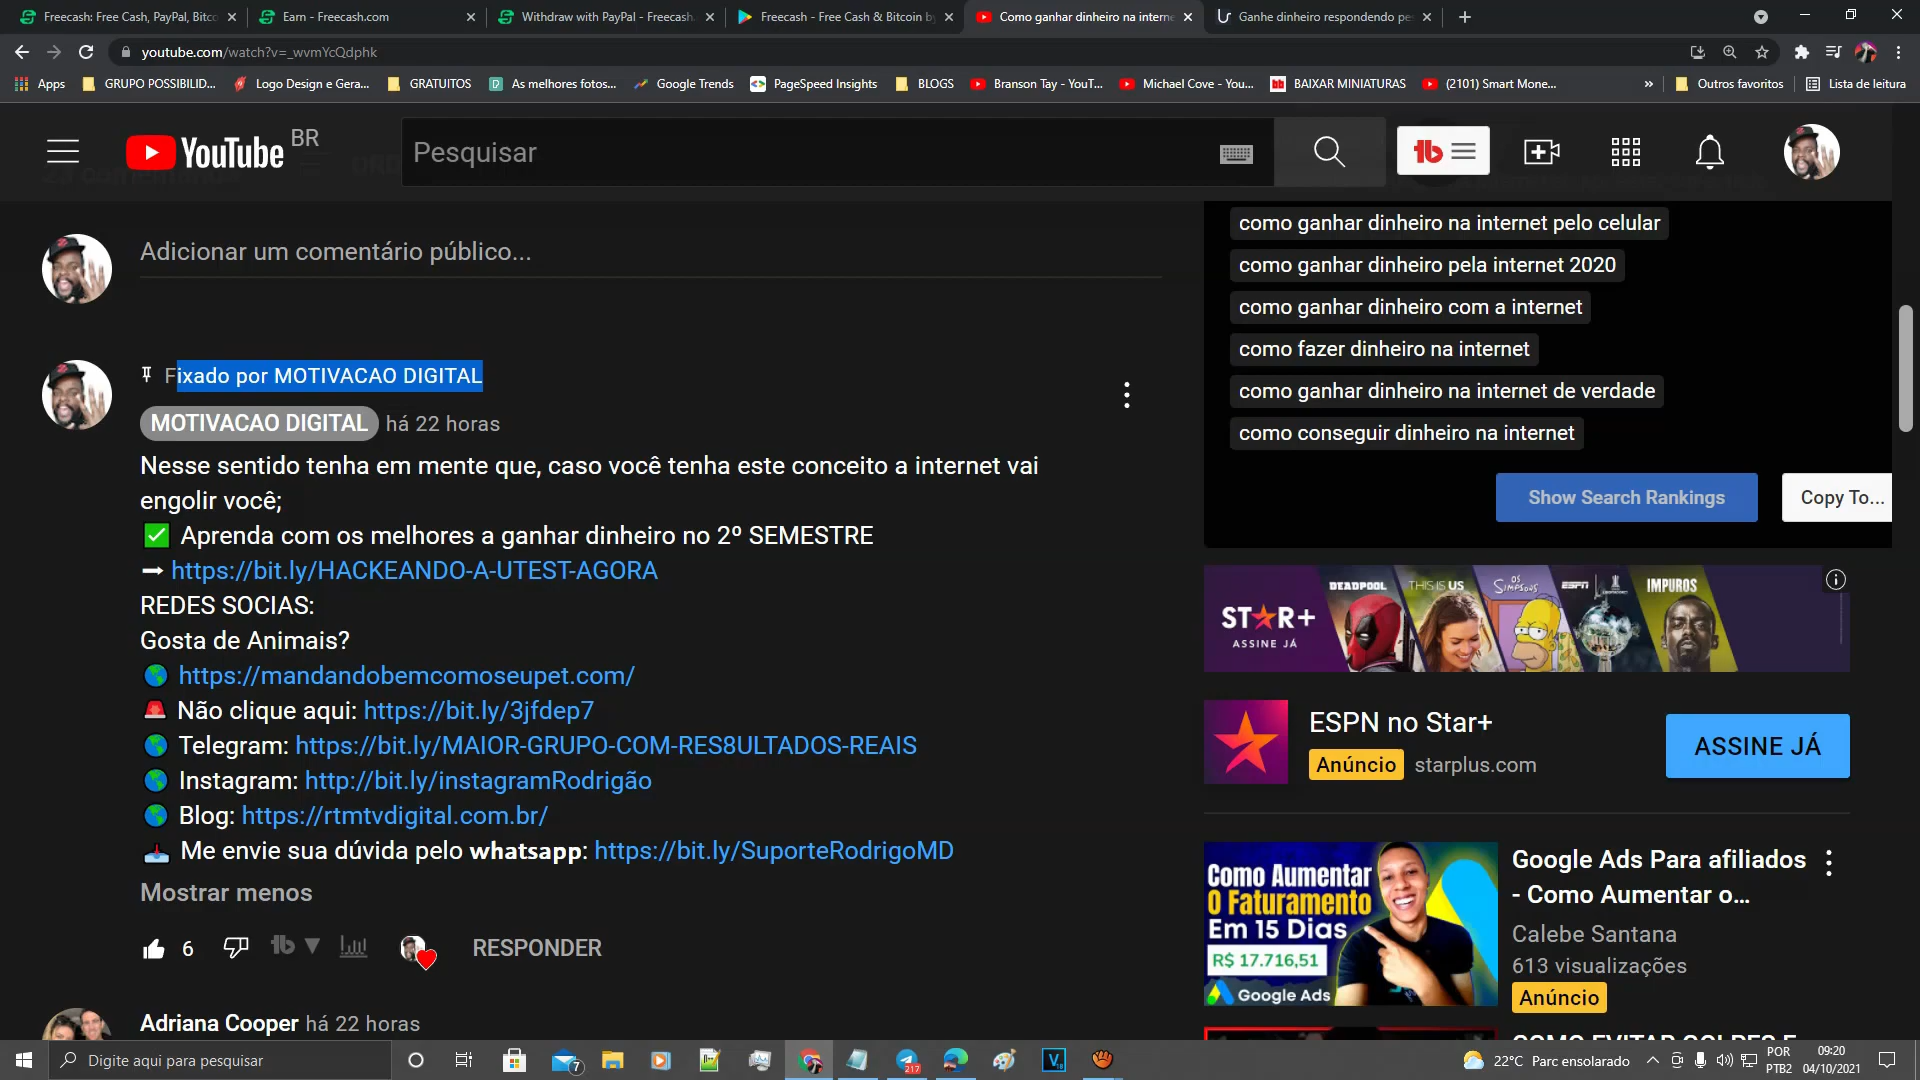 Freecash: Free Cash, PayPal, Bitco
Earn - Freecash.com
Withdraw with PayPal - Freecash.
Freecash - Free Cash & Bitcoin by
Como ganhar dinheiro na interne
Ganhe dinheiro respondendo pe
youtube.com/watch?v=_wvmYcQdphk
Apps
GRUPO POSSIBILID...
Logo Design e Gera...
GRATUITOS
As melhores fotos...
Google Trends
PageSpeed Insights
BLOGS
Branson Tay - YouT...
Michael Cove - You...
BAIXAR MINIATURAS
(2101) Smart Mone...
»
Outros favoritos
Lista de leitura
YouTube BR
Pesquisar
Adicionar um comentário público...
Fixado por MOTIVACAO DIGITAL
MOTIVACAO DIGITAL há 22 horas
Nesse sentido tenha em mente que, caso você tenha este conceito a internet vai
engolir você;
✅ Aprenda com os melhores a ganhar dinheiro no 2º SEMESTRE
➞ https://bit.ly/HACKEANDO-A-UTEST-AGORA
REDES SOCIAS:
Gosta de Animais?
🌎 https://mandandobemcomoseupet.com/
🚨 Não clique aqui: https://bit.ly/3jfdep7
🌎 Telegram: https://bit.ly/MAIOR-GRUPO-COM-RES8ULTADOS-REAIS
🌎 Instagram: http://bit.ly/instagramRodrigão
🌎 Blog: https://rtmtvdigital.com.br/
📥 Me envie sua dúvida pelo whatsapp: https://bit.ly/SuporteRodrigoMD
Mostrar menos
6
RESPONDER
Adriana Cooper há 22 horas
como ganhar dinheiro na internet pelo celular
como ganhar dinheiro pela internet 2020
como ganhar dinheiro com a internet
como fazer dinheiro na internet
como ganhar dinheiro na internet de verdade
como conseguir dinheiro na internet
Show Search Rankings
Copy To...
STAR+
ASSINE JÁ
DEADPOOL
THIS IS US
OS SIMPSONS
ESPN
IMPUROS
ESPN no Star+
Anúncio starplus.com
ASSINE JÁ
Como Aumentar
O Faturamento
Em 15 Dias
R$ 17.716,51
Google Ads
Google Ads Para afiliados
- Como Aumentar o...
Calebe Santana
613 visualizações
Anúncio
COMO EVITAR GOLPES E
Digite aqui para pesquisar
7
217
22°C Parc ensolarado
POR
PTB2
09:20
04/10/2021